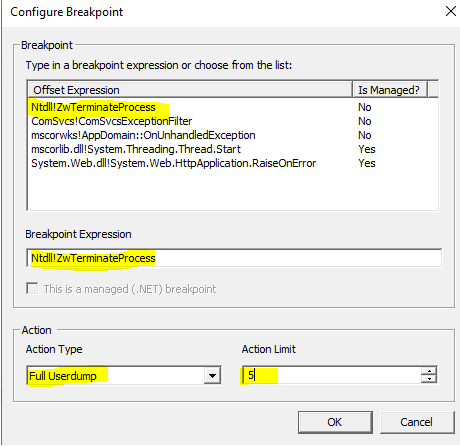 Configure Breakpoint
Breakpoint
Type in a breakpoint expression or choose from the list:
Offset Expression Is Managed?
Ntdll!ZwTerminateProcess No
ComSvcs!ComSvcsExceptionFilter No
mscorwks!AppDomain::OnUnhandledException No
mscorlib.dll!System.Threading.Thread.Start Yes
System.Web.dll!System.Web.HttpApplication.RaiseOnError Yes
Breakpoint Expression
Ntdll!ZwTerminateProcess
This is a managed (.NET) breakpoint
Action
Action Type Action Limit
Full Userdump 5
OK Cancel